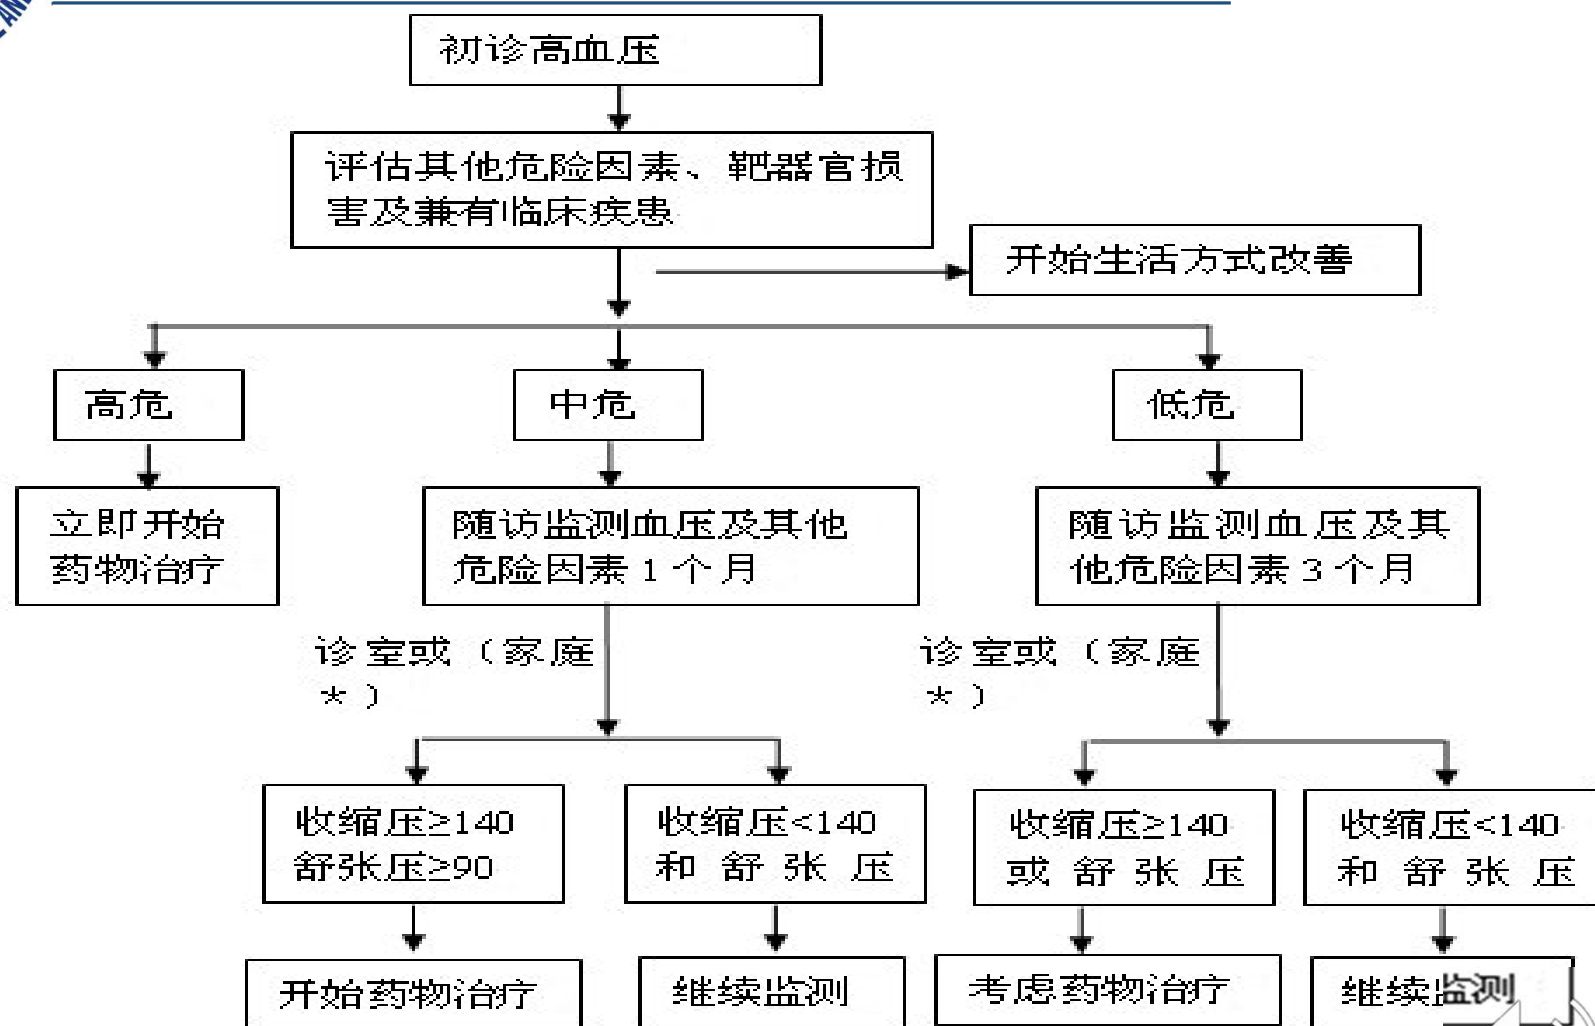 初诊高血压
评估其他危险因素、靶器官损
害及兼有临床疾患
开始生活方式改善
高危
中危
低危
立即开始
药物治疗
随访监测血压及其他
危险因素1个月
随访监测血压及其
他危险因素3个月
诊室或（家庭
*）
诊室或（家庭
*）
收缩压≥140
舒张压≥90
收缩压<140
和舒张压
收缩压≥140
或舒张压
收缩压<140
和舒张压
开始药物治疗
继续监测
考虑药物治疗
继续监测